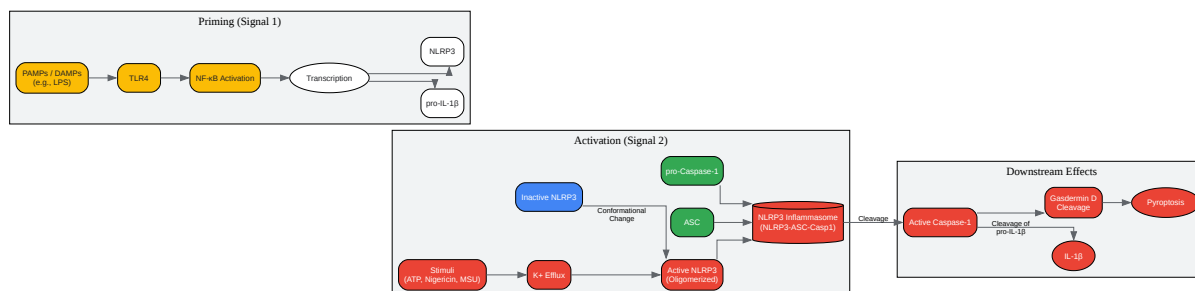 Priming (Signal 1)
PAMPs / DAMPs
(e.g., LPS)
TLR4
NF-κB Activation
Transcription
NLRP3
pro-IL-1β
Activation (Signal 2)
pro-Caspase-1
Inactive NLRP3
Conformational
Change
ASC
NLRP3 Inflammasome
(NLRP3-ASC-Casp1)
Stimuli
(ATP, Nigericin, MSU)
K+ Efflux
Active NLRP3
(Oligomerized)
Cleavage
Downstream Effects
Active Caspase-1
Gasdermin D
Cleavage
Pyroptosis
Cleavage of
pro-IL-1β
IL-1β